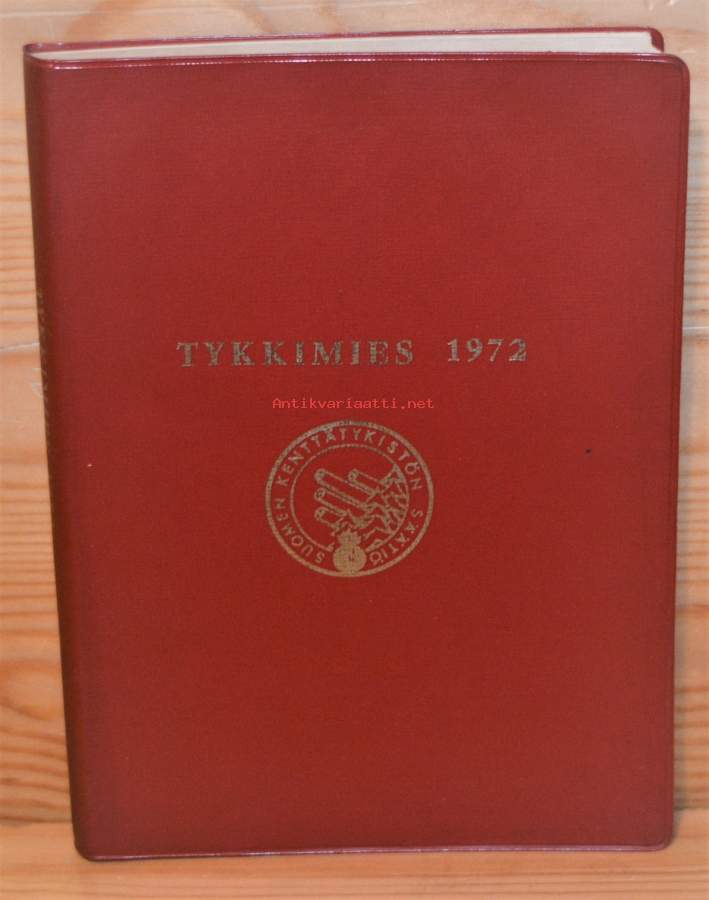 TYKKIMIES 1972
Antikvariaatti.net
SUOMEN KENTTÄTYKISTÖN SÄÄTIÖ